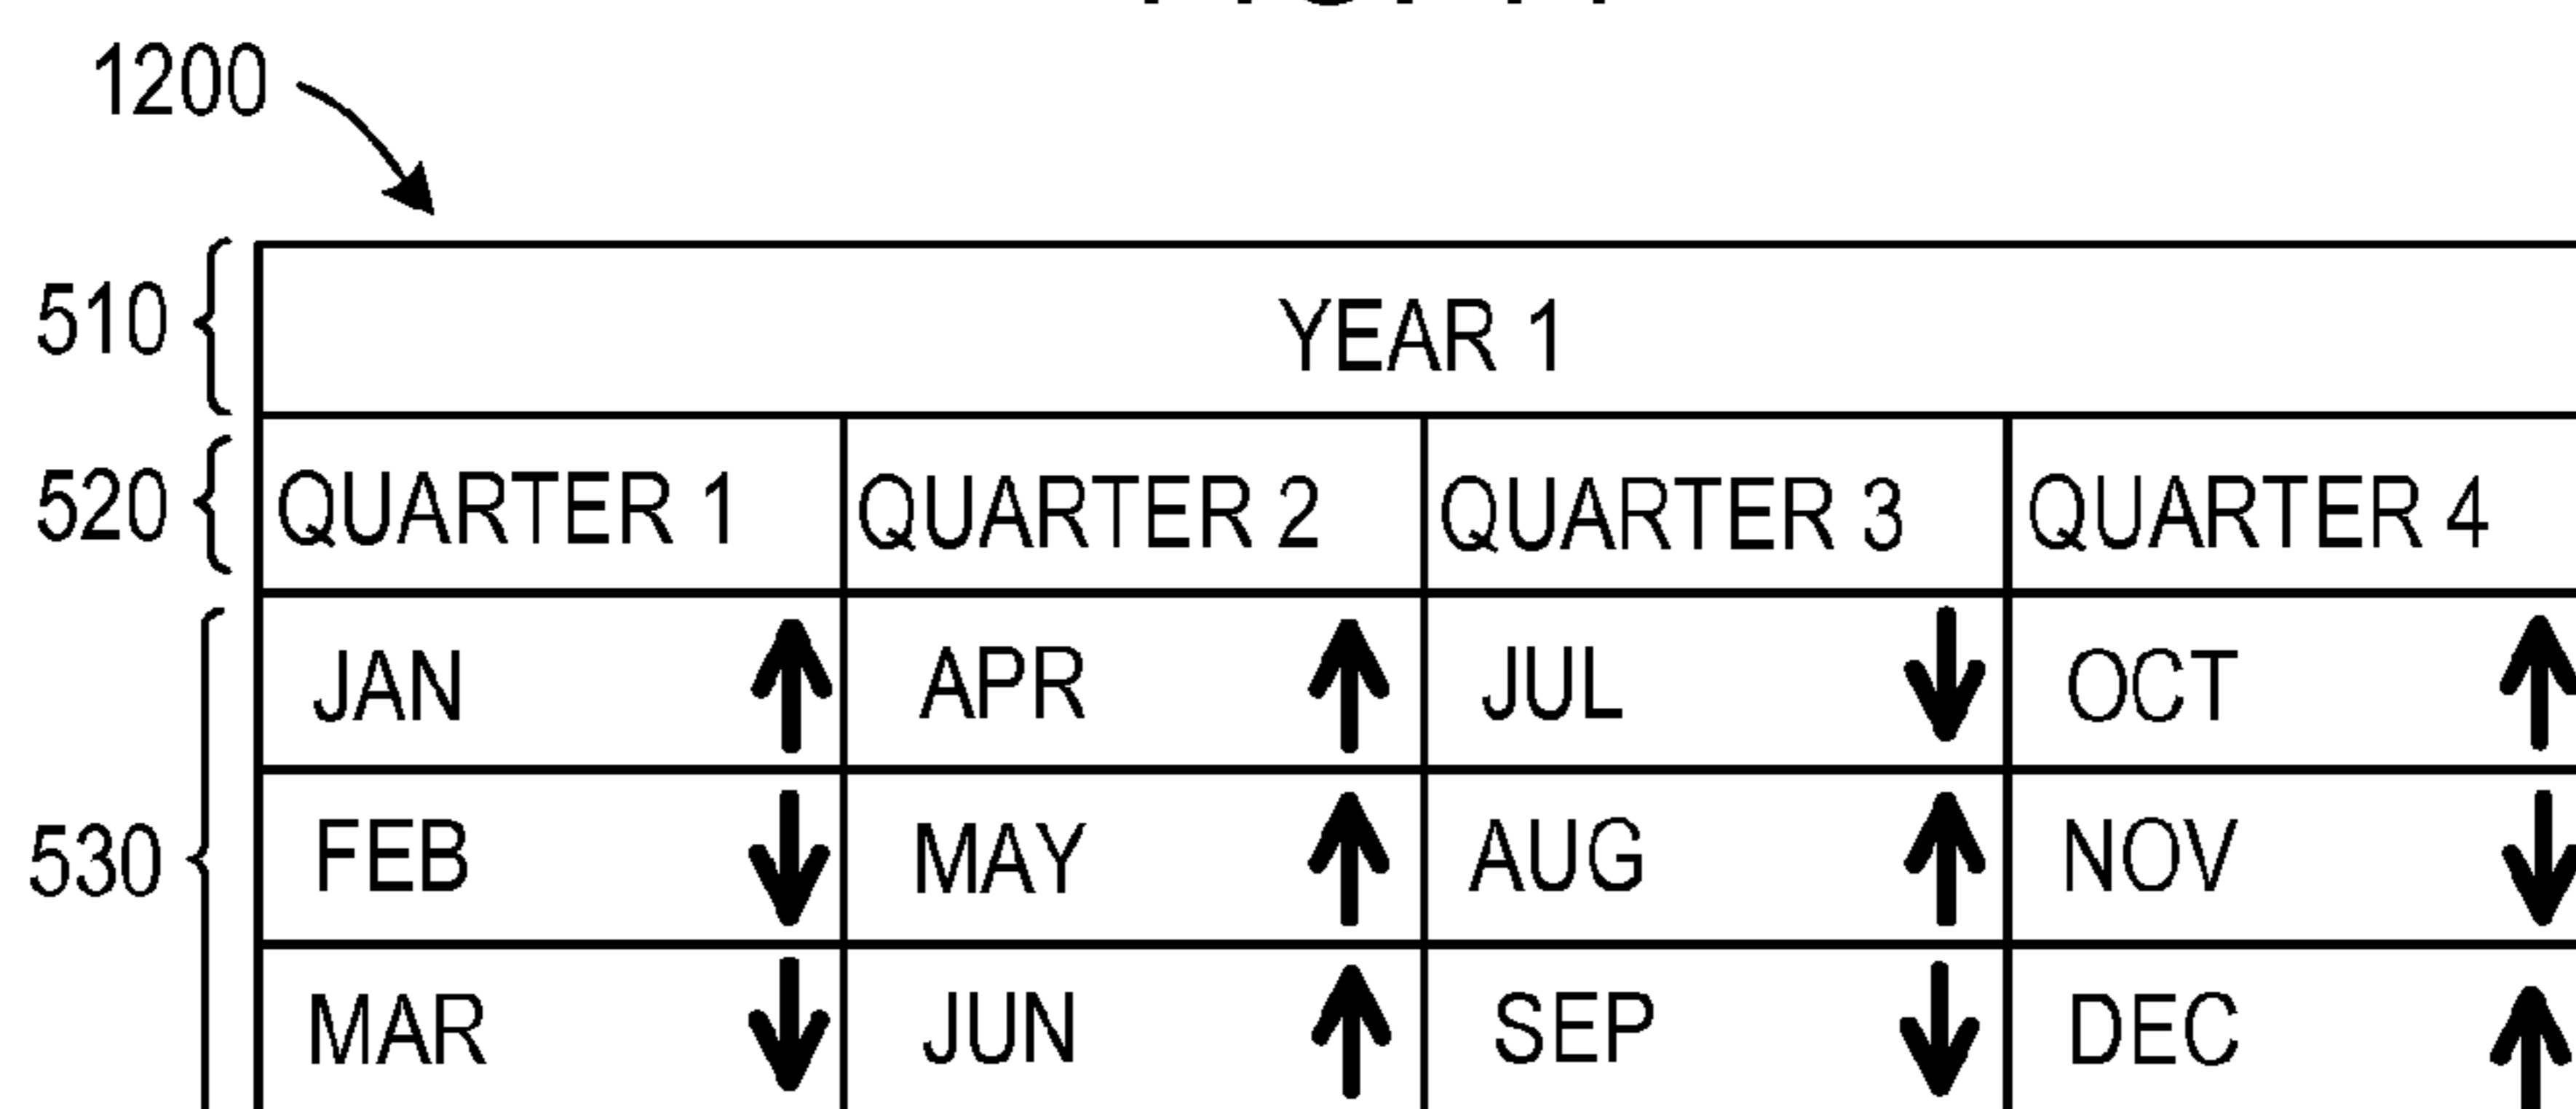 1200
510 YEAR 1
520 QUARTER 1 QUARTER 2 QUARTER 3 QUARTER 4
JAN ↑ APR ↑ JUL ↓ OCT ↑
530 FEB ↓ MAY ↑ AUG ↑ NOV ↓
MAR ↓ JUN ↑ SEP ↓ DEC ↑